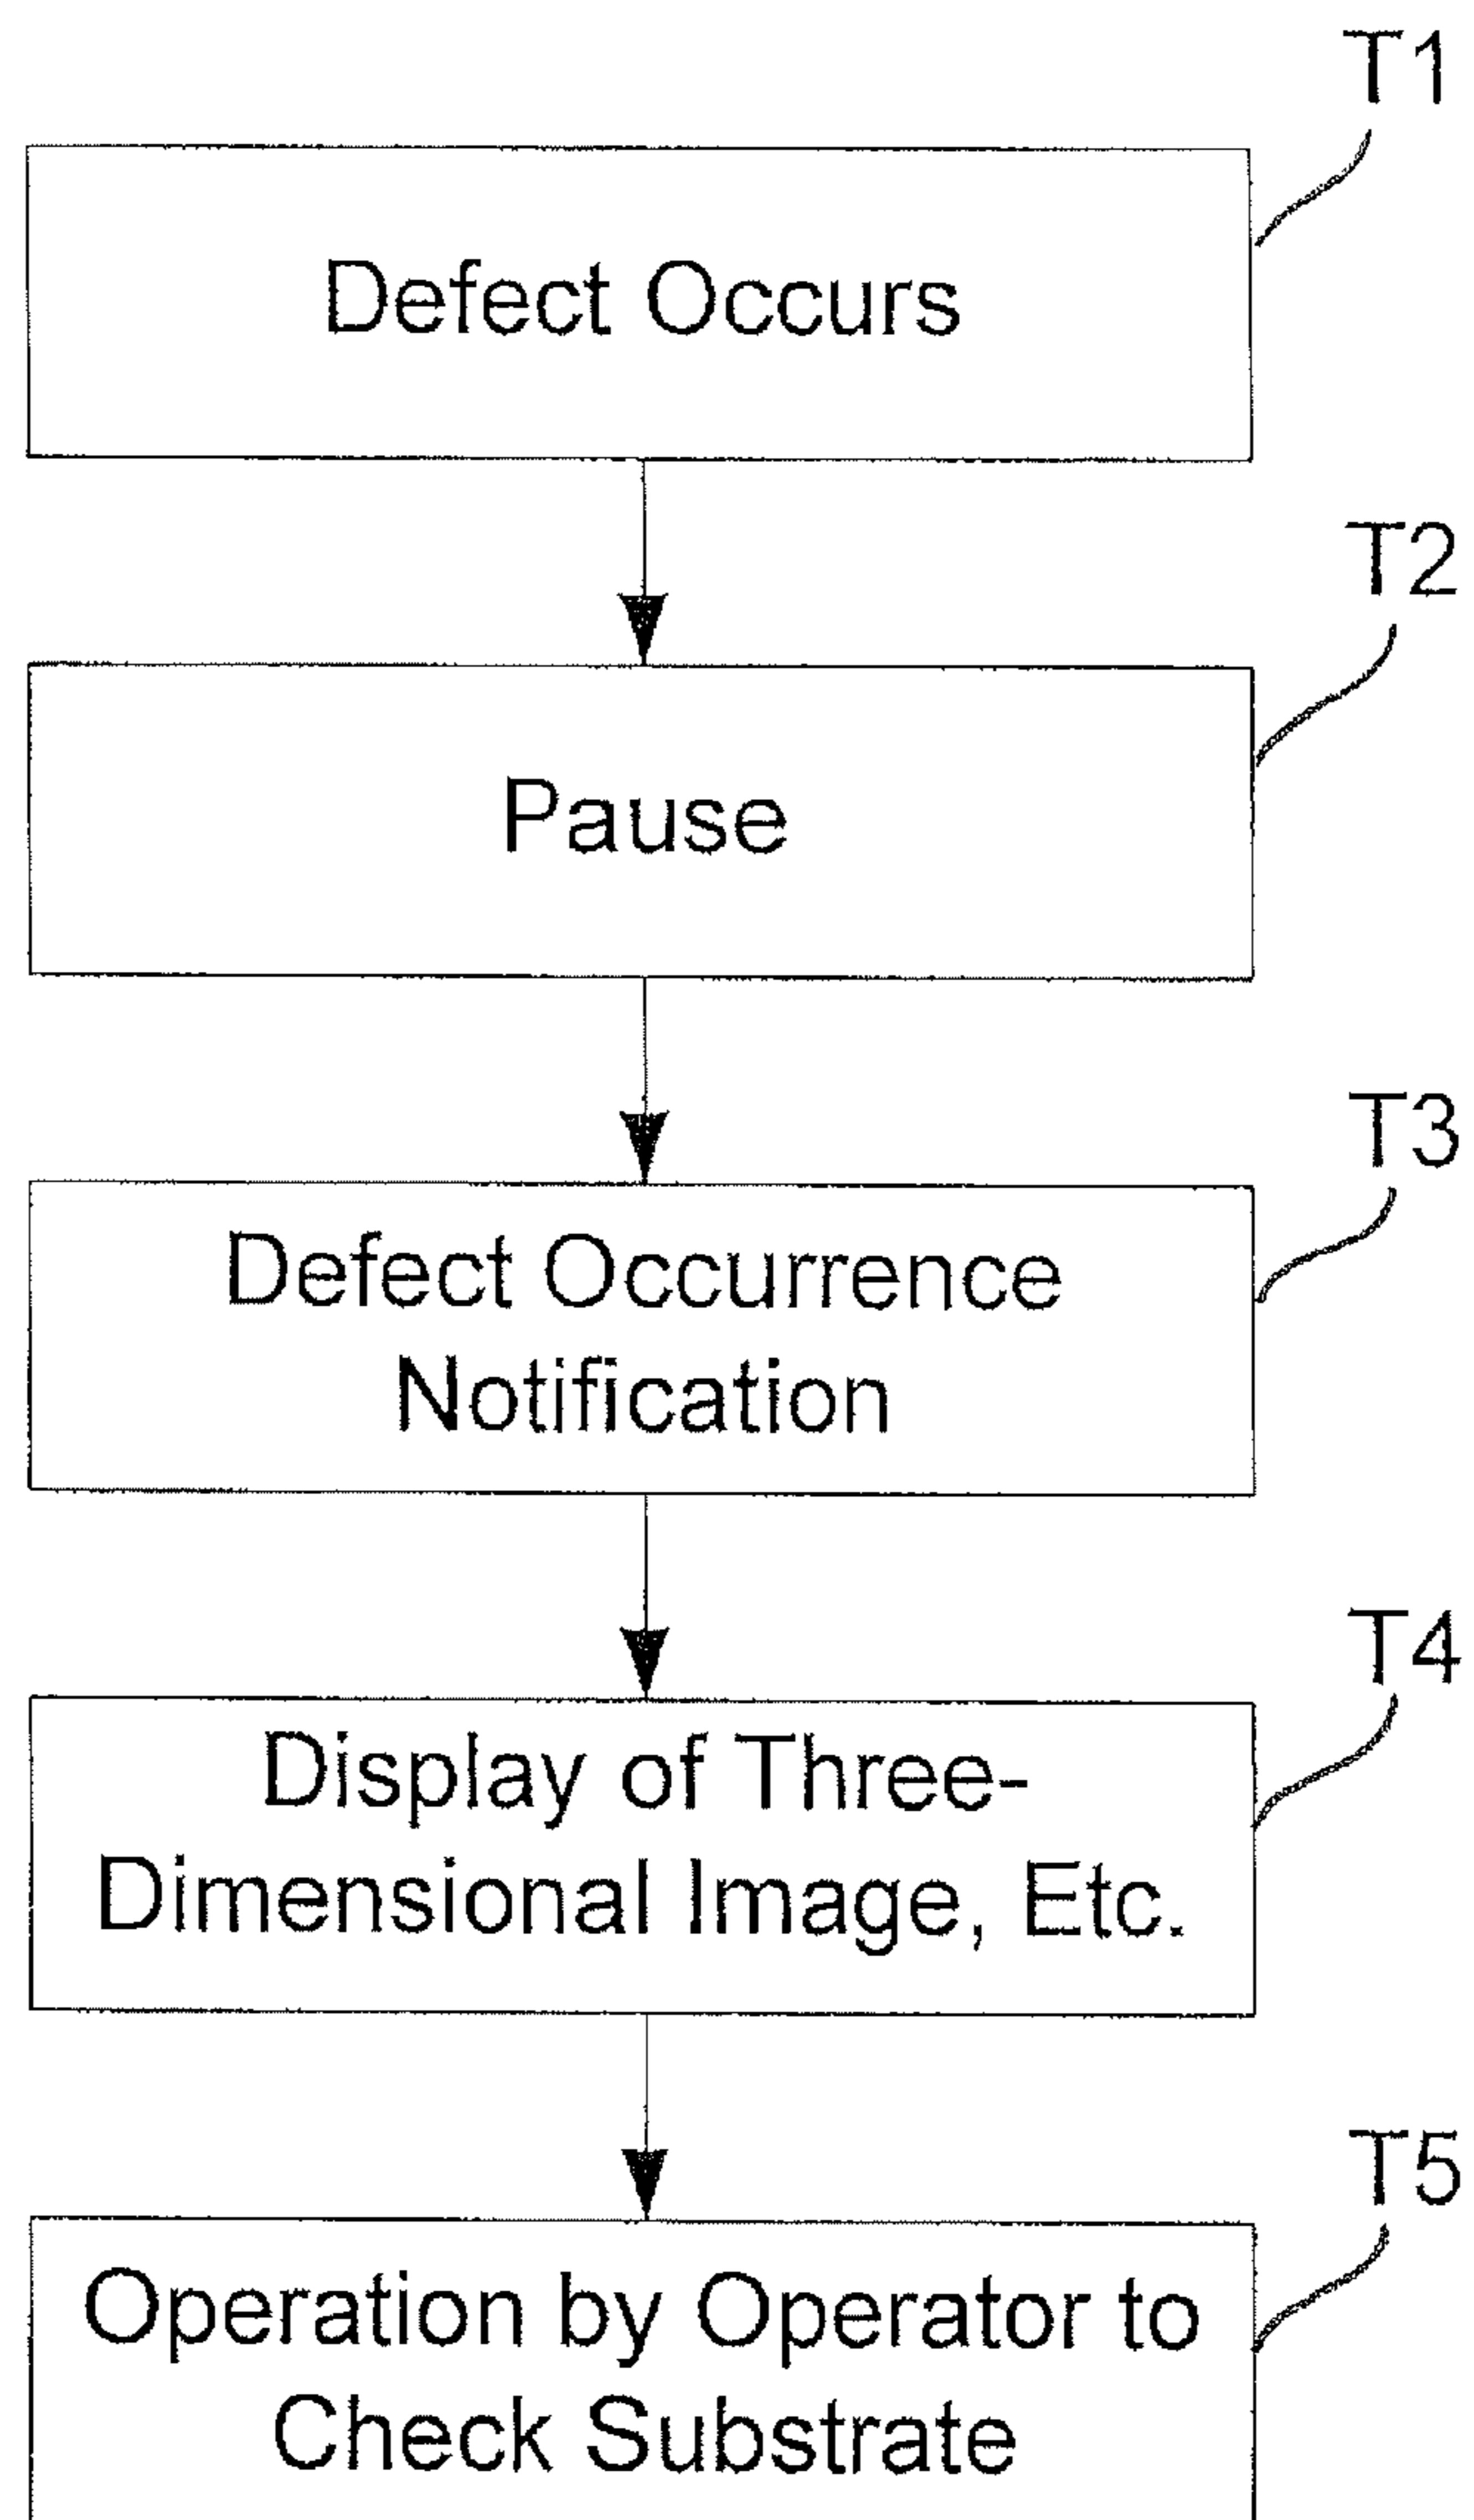 T1
Defect Occurs
T2
Pause
T3
Defect Occurrence
Notification
T4
Display of Three-
Dimensional Image, Etc.
T5
Operation by Operator to
Check Substrate